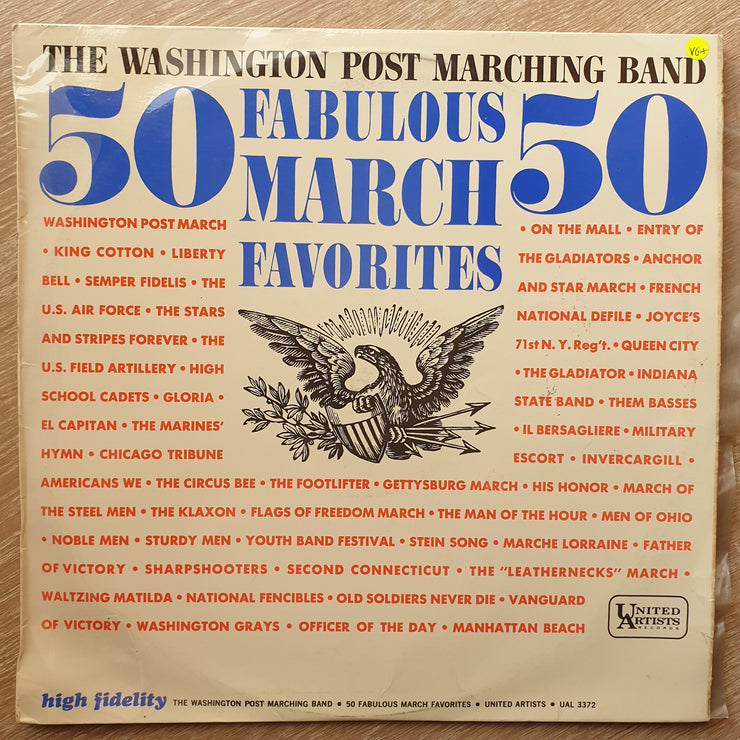 VG+
THE WASHINGTON POST MARCHING BAND
50 FABULOUS 50
MARCH
FAVORITES
WASHINGTON POST MARCH
• KING COTTON • LIBERTY
BELL • SEMPER FIDELIS • THE
U.S. AIR FORCE • THE STARS
AND STRIPES FOREVER • THE
U.S. FIELD ARTILLERY • HIGH
SCHOOL CADETS • GLORIA •
EL CAPITAN • THE MARINES'
HYMN • CHICAGO TRIBUNE
• ON THE MALL • ENTRY OF
THE GLADIATORS • ANCHOR
AND STAR MARCH • FRENCH
NATIONAL DEFILE • JOYCE'S
71st N. Y. Reg't. • QUEEN CITY
• THE GLADIATOR • INDIANA
STATE BAND • THEM BASSES
• IL BERSAGLIERE • MILITARY
ESCORT • INVERCARGILL •
AMERICANS WE • THE CIRCUS BEE • THE FOOTLIFTER • GETTYSBURG MARCH • HIS HONOR • MARCH OF
THE STEEL MEN • THE KLAXON • FLAGS OF FREEDOM MARCH • THE MAN OF THE HOUR • MEN OF OHIO
• NOBLE MEN • STURDY MEN • YOUTH BAND FESTIVAL • STEIN SONG • MARCHE LORRAINE • FATHER
OF VICTORY • SHARPSHOOTERS • SECOND CONNECTICUT • THE "LEATHERNECKS" MARCH •
WALTZING MATILDA • NATIONAL FENCIBLES • OLD SOLDIERS NEVER DIE • VANGUARD
OF VICTORY • WASHINGTON GRAYS • OFFICER OF THE DAY • MANHATTAN BEACH
UNITED
ARTISTS
RECORDS
high fidelity THE WASHINGTON POST MARCHING BAND • 50 FABULOUS MARCH FAVORITES • UNITED ARTISTS • UAL 3372